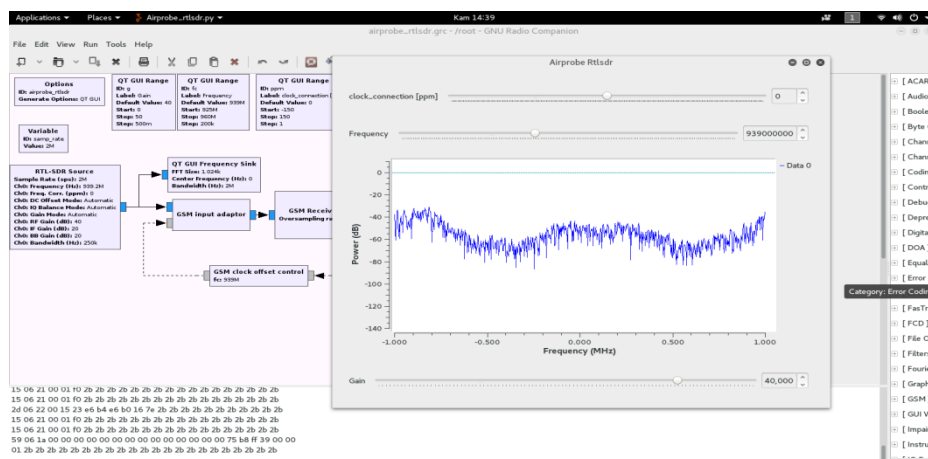 Applications Places Airprobe_rtlsdr.py Kam 14:39 1
airprobe_rtlsdr.grc - /root - GNU Radio Companion
File Edit View Run Tools Help
Options
ID: airprobe_rtlsdr
Generate Options: QT GUI
QT GUI Range
ID: g
Label: Gain
Default Value: 40
Start: 0
Stop: 50
Step: 500m
QT GUI Range
ID: fc
Label: Frequency
Default Value: 939M
Start: 925M
Stop: 960M
Step: 200k
QT GUI Range
ID: ppm
Label: clock_connection [
Default Value: 0
Start: -150
Stop: 150
Step: 1
Variable
ID: samp_rate
Value: 2M
RTL-SDR Source
Sample Rate (sps): 2M
Ch0: Frequency (Hz): 939.2M
Ch0: Freq. Corr. (ppm): 0
Ch0: DC Offset Mode: Automatic
Ch0: IQ Balance Mode: Automatic
Ch0: Gain Mode: Automatic
Ch0: RF Gain (dB): 40
Ch0: IF Gain (dB): 20
Ch0: BB Gain (dB): 20
Ch0: Bandwidth (Hz): 250k
QT GUI Frequency Sink
FFT Size: 1.024k
Center Frequency (Hz): 0
Bandwidth (Hz): 2M
GSM input adaptor
GSM Receiv
Oversampling r
GSM clock offset control
fc: 939M
Airprobe Rtlsdr
clock_connection [ppm] 0
Frequency 939000000
Data 0
0
-20
-40
-60
-80
-100
-120
-140
Power (dB)
-1.000 -0.500 0.000 0.500 1.000
Frequency (MHz)
Gain 40,000
[ ACAR
[ Audio
[ Boole
[ Byte
[ Chan
[ Chan
[ Codin
[ Contr
[ Debu
[ Depre
[ Digita
[ DOA ]
[ Equal
[ Error
Category: Error Codin
[ FasTr
[ FCD ]
[ File O
[ Filters
[ Fourie
[ Graph
[ GSM
[ GUI W
[ Impair
[ Instru
15 06 21 00 01 f0 2b 2b 2b 2b 2b 2b 2b 2b 2b 2b 2b 2b 2b 2b 2b 2b 2b
15 06 21 00 01 f0 2b 2b 2b 2b 2b 2b 2b 2b 2b 2b 2b 2b 2b 2b 2b 2b 2b
2d 06 22 00 15 23 e6 b4 e6 b0 16 7e 2b 2b 2b 2b 2b 2b 2b 2b 2b 2b 2b
15 06 21 00 01 f0 2b 2b 2b 2b 2b 2b 2b 2b 2b 2b 2b 2b 2b 2b 2b 2b 2b
15 06 21 00 01 f0 2b 2b 2b 2b 2b 2b 2b 2b 2b 2b 2b 2b 2b 2b 2b 2b 2b
59 06 1a 00 00 00 00 00 00 00 00 00 00 00 00 00 00 75 b8 ff 39 00 00
01 2b 2b 2b 2b 2b 2b 2b 2b 2b 2b 2b 2b 2b 2b 2b 2b 2b 2b 2b 2b 2b 2b